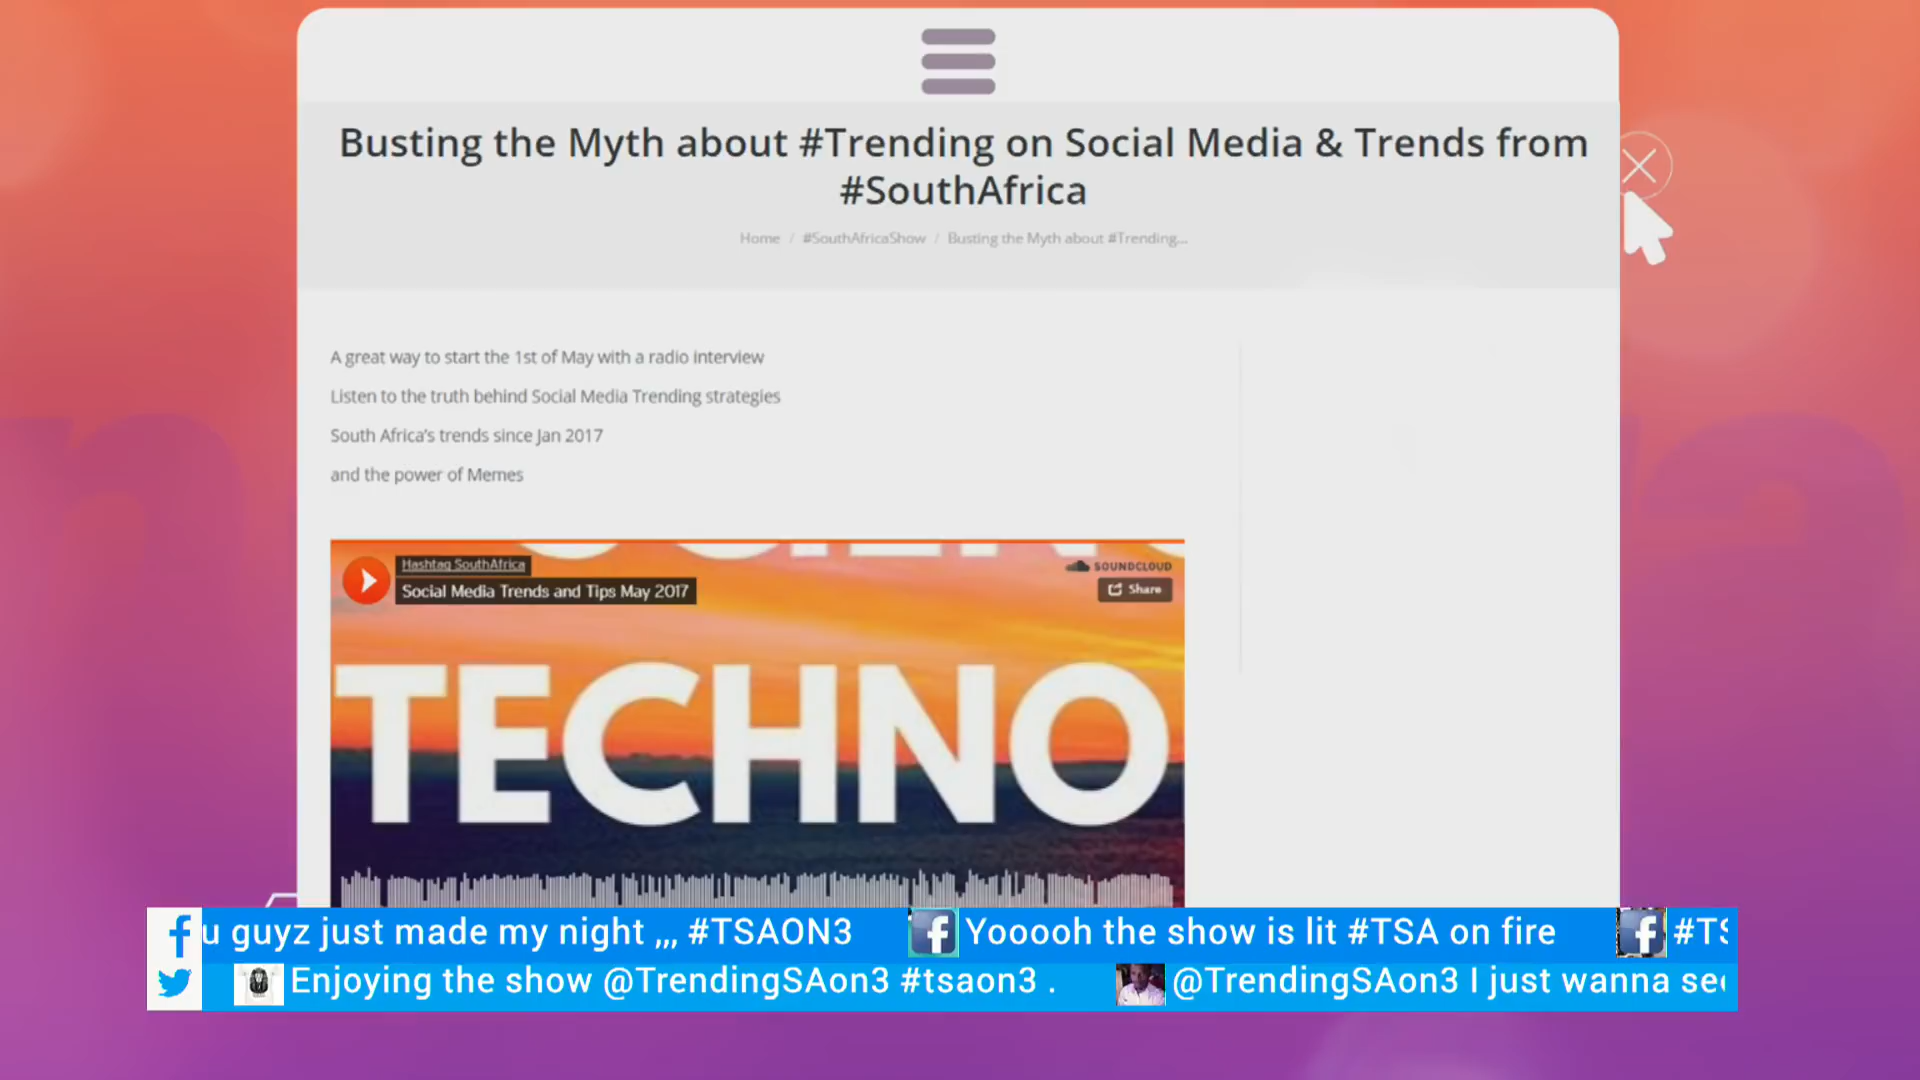 Busting the Myth about #Trending on Social Media & Trends from
#SouthAfrica
Home / #SouthAfricaShow / Busting the Myth about #Trending...
A great way to start the 1st of May with a radio interview
Listen to the truth behind Social Media Trending strategies
South Africa's trends since Jan 2017
and the power of Memes
Hashtag SouthAfrica
SOUNDCLOUD
Social Media Trends and Tips May 2017
Share
TECHNO
u guyz just made my night ,,, #TSAON3 Yooooh the show is lit #TSA on fire #TS
Enjoying the show @TrendingSAon3 #tsaon3 . @TrendingSAon3 I just wanna see